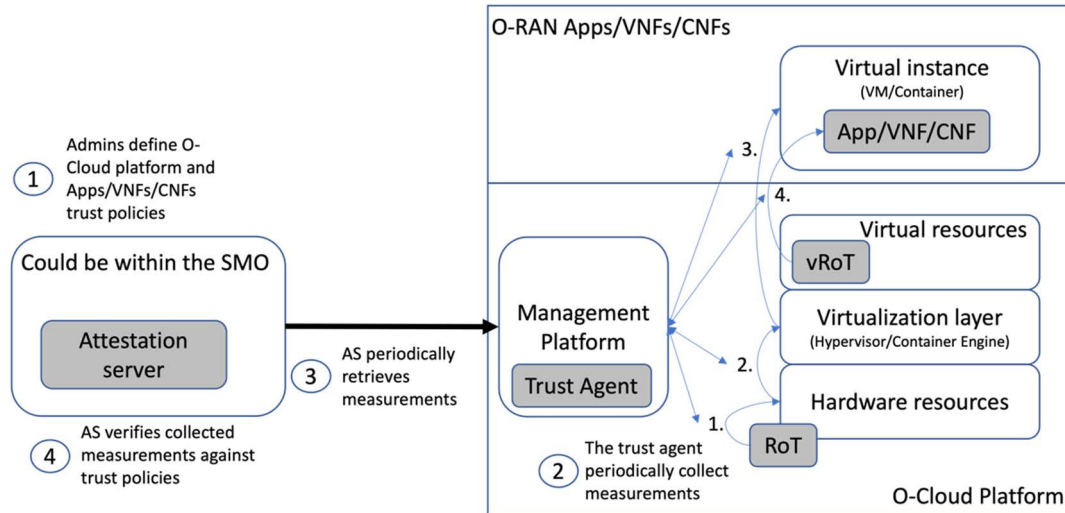 O-RAN Apps/VNFs/CNFs
Virtual instance
(VM/Container)
App/VNF/CNF
3.
4.
1
Admins define O-
Cloud platform and
Apps/VNFs/CNFs
trust policies
Could be within the SMO
Attestation
server
3
AS periodically
retrieves
measurements
4
AS verifies collected
measurements against
trust policies
Management
Platform
Trust Agent
Virtual resources
vRoT
Virtualization layer
(Hypervisor/Container Engine)
2.
Hardware resources
1.
RoT
2
The trust agent
periodically collect
measurements
O-Cloud Platform